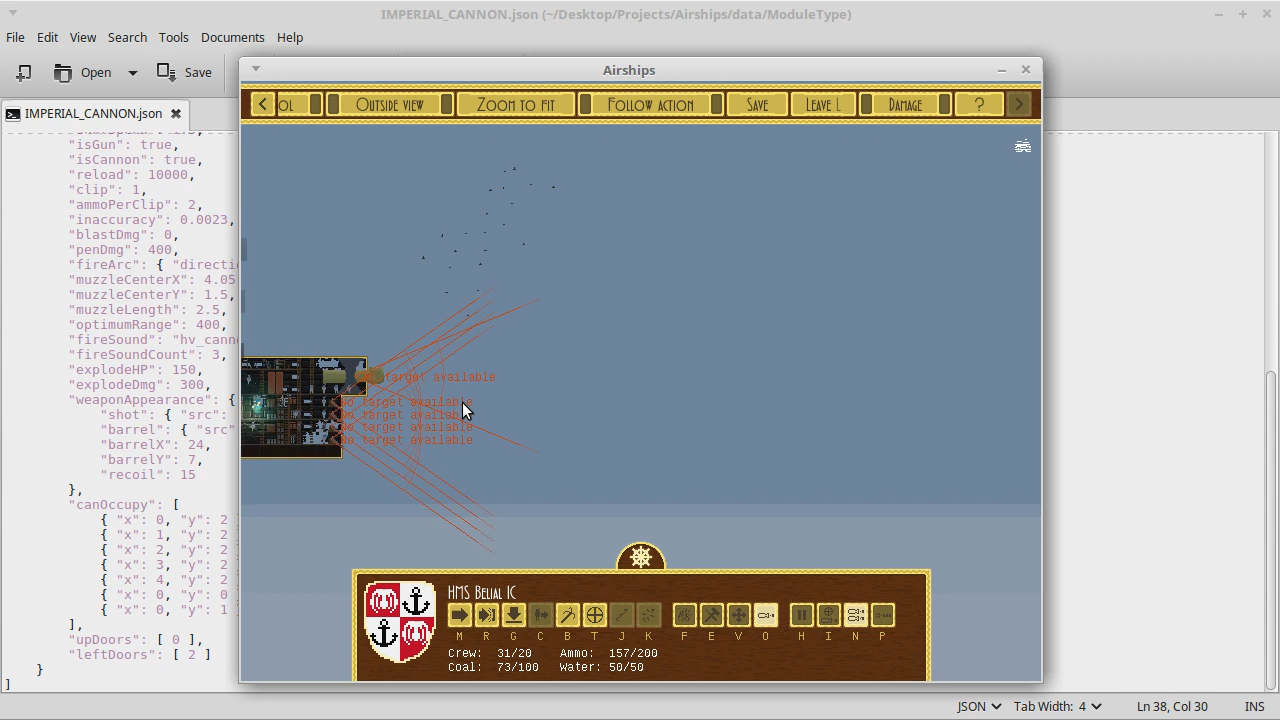 IMPERIAL_CANNON.json (~/Desktop/Projects/Airships/data/ModuleType)
File Edit View Search Tools Documents Help
Open Save
IMPERIAL_CANNON.json
"isGun": true,
"isCannon": true,
"reload": 10000,
"clip": 1,
"ammoPerClip": 2,
"inaccuracy": 0.0023,
"blastDmg": 0,
"penDmg": 400,
"fireArc": { "directi
"muzzleCenterX": 4.05
"muzzleCenterY": 1.5,
"muzzleLength": 2.5,
"optimumRange": 400,
"fireSound": "hv_canno
"fireSoundCount": 3,
"explodeHP": 150,
"explodeDmg": 300,
"weaponAppearance": {
"shot": { "src":
"barrel": { "src"
"barrelX": 24,
"barrelY": 7,
"recoil": 15
},
"canOccupy": [
{ "x": 0, "y": 2
{ "x": 1, "y": 2
{ "x": 2, "y": 2
{ "x": 3, "y": 2
{ "x": 4, "y": 2
{ "x": 0, "y": 0
{ "x": 0, "y": 1
],
"upDoors": [ 0 ],
"leftDoors": [ 2 ]
}
]
Airships
OL Outside view Zoom to fit Follow action Save Leave Damage ?
target available
No target available
No target available
No target available
No target available
HMS Belial IC
M R G C B T J K F E V O H I N P
Crew: 31/20 Ammo: 157/200
Coal: 73/100 Water: 50/50
JSON Tab Width: 4 Ln 38, Col 30 INS